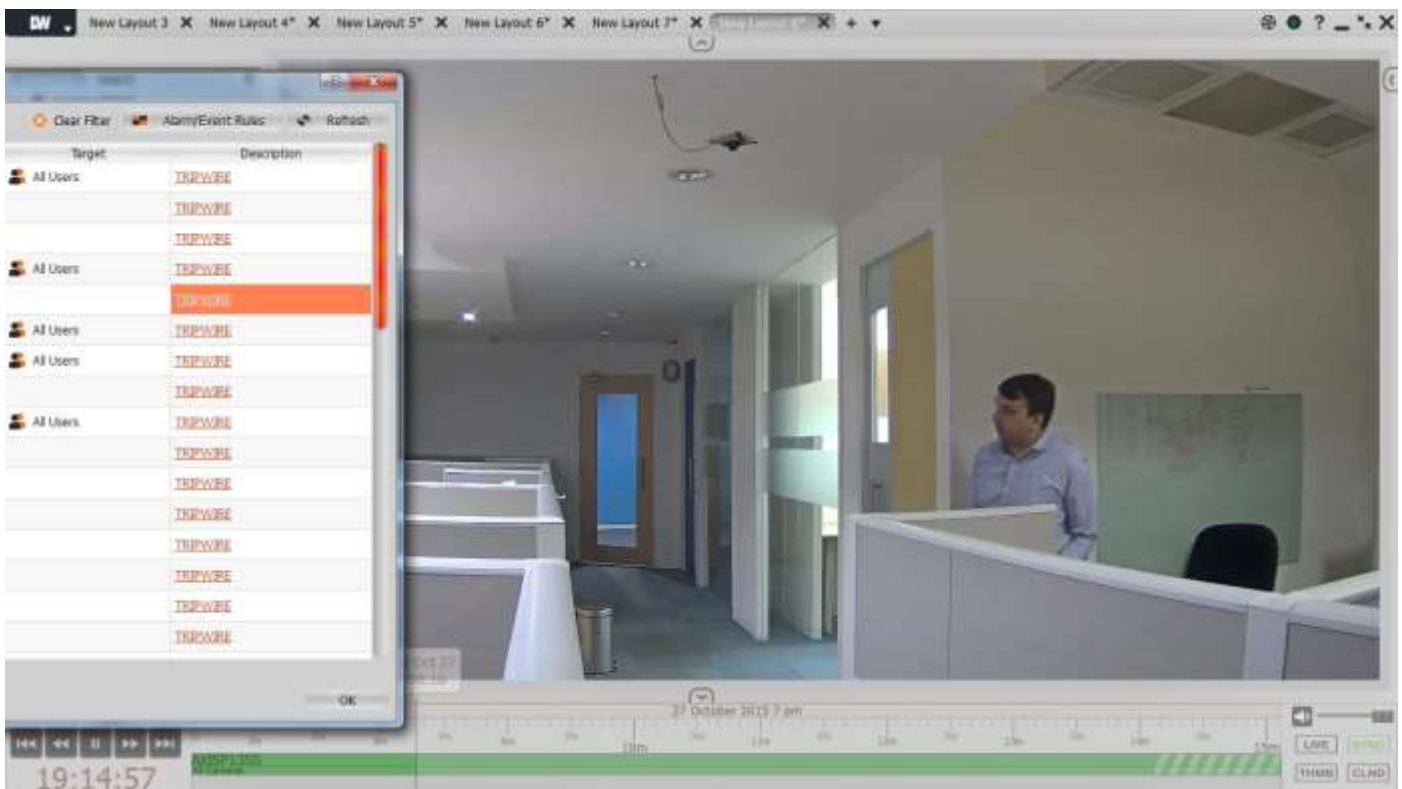 DW New Layout 3 New Layout 4* New Layout 5* New Layout 6* New Layout 7*
?
Clear Filter Alarm/Event Rules Refresh
Target Description
All Users TRIPWIRE
TRIPWIRE
TRIPWIRE
All Users TRIPWIRE
TRIPWIRE
All Users TRIPWIRE
All Users TRIPWIRE
TRIPWIRE
All Users TRIPWIRE
TRIPWIRE
TRIPWIRE
TRIPWIRE
TRIPWIRE
TRIPWIRE
TRIPWIRE
TRIPWIRE
OK
27 October 2015 7 pm
10m
15m
LIVE SYNC
19:14:57
THMB CLND